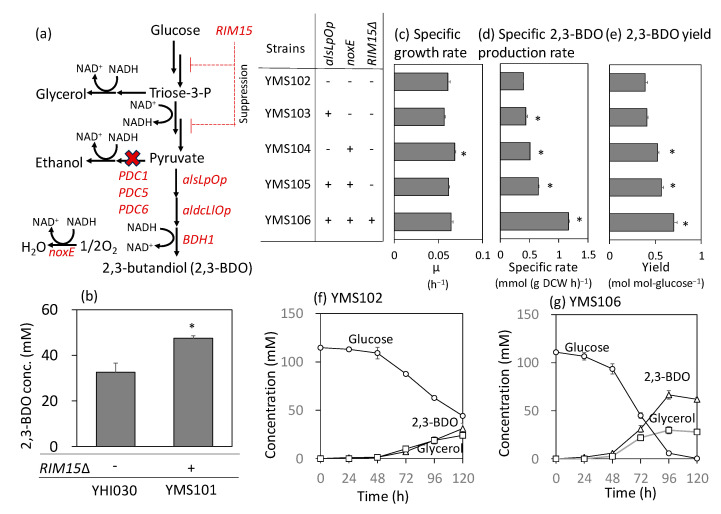 (a)
Glucose
RIM15
NAD⁺ NADH
Glycerol
Triose-3-P
Suppression
NAD⁺
NADH
NAD⁺ NADH
Ethanol
Pyruvate
PDC1
PDC5
PDC6
alsLpOp
aldcLlOp
NAD⁺ NADH
NADH
NAD⁺
BDH1
H₂O
noxE
1/2O₂
2,3-butandiol (2,3-BDO)
Strains
alsLpOp
noxE
RIM15Δ
YMS102 - - -
YMS103 + - -
YMS104 - + -
YMS105 + + -
YMS106 + + +
(c) Specific
growth rate
*
0 0.05 0.1
μ
(h⁻¹)
(d) Specific 2,3-BDO
production rate
*
*
*
*
0 0.5 1 1.5
Specific rate
(mmol (g DCW h)⁻¹)
(e) 2,3-BDO yield
*
*
*
0 0.5 1
Yield
(mol mol-glucose⁻¹)
(b)
2,3-BDO conc. (mM)
60
40
20
0
*
RIM15Δ - +
YHI030 YMS101
(f) YMS102
Concentration (mM)
150
100
50
0
Glucose
2,3-BDO
Glycerol
0 24 48 72 96 120
Time (h)
(g) YMS106
Concentration (mM)
150
100
50
0
Glucose
2,3-BDO
Glycerol
0 24 48 72 96 120
Time (h)